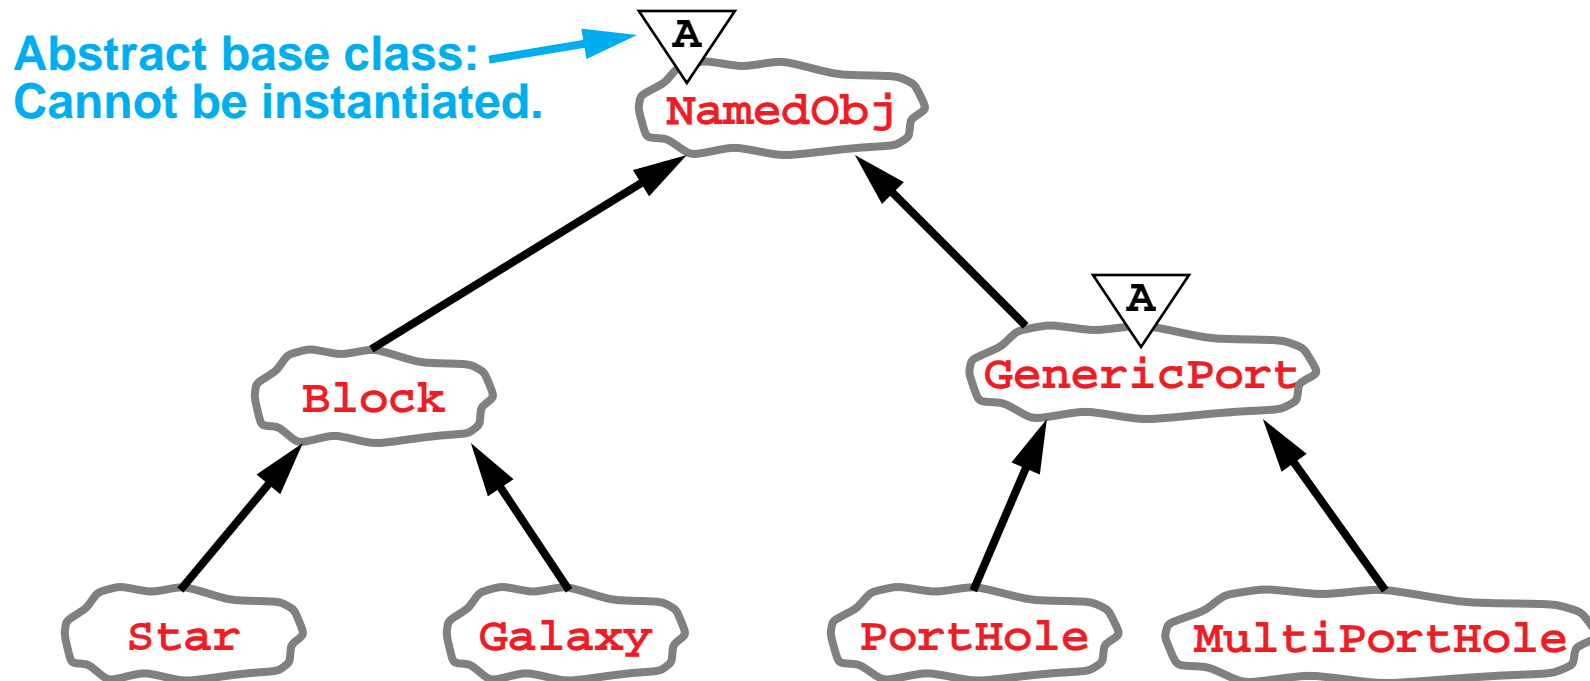 A
Abstract base class:
Cannot be instantiated.
NamedObj
A
GenericPort
Block
Star
Galaxy
PortHole
MultiPortHole